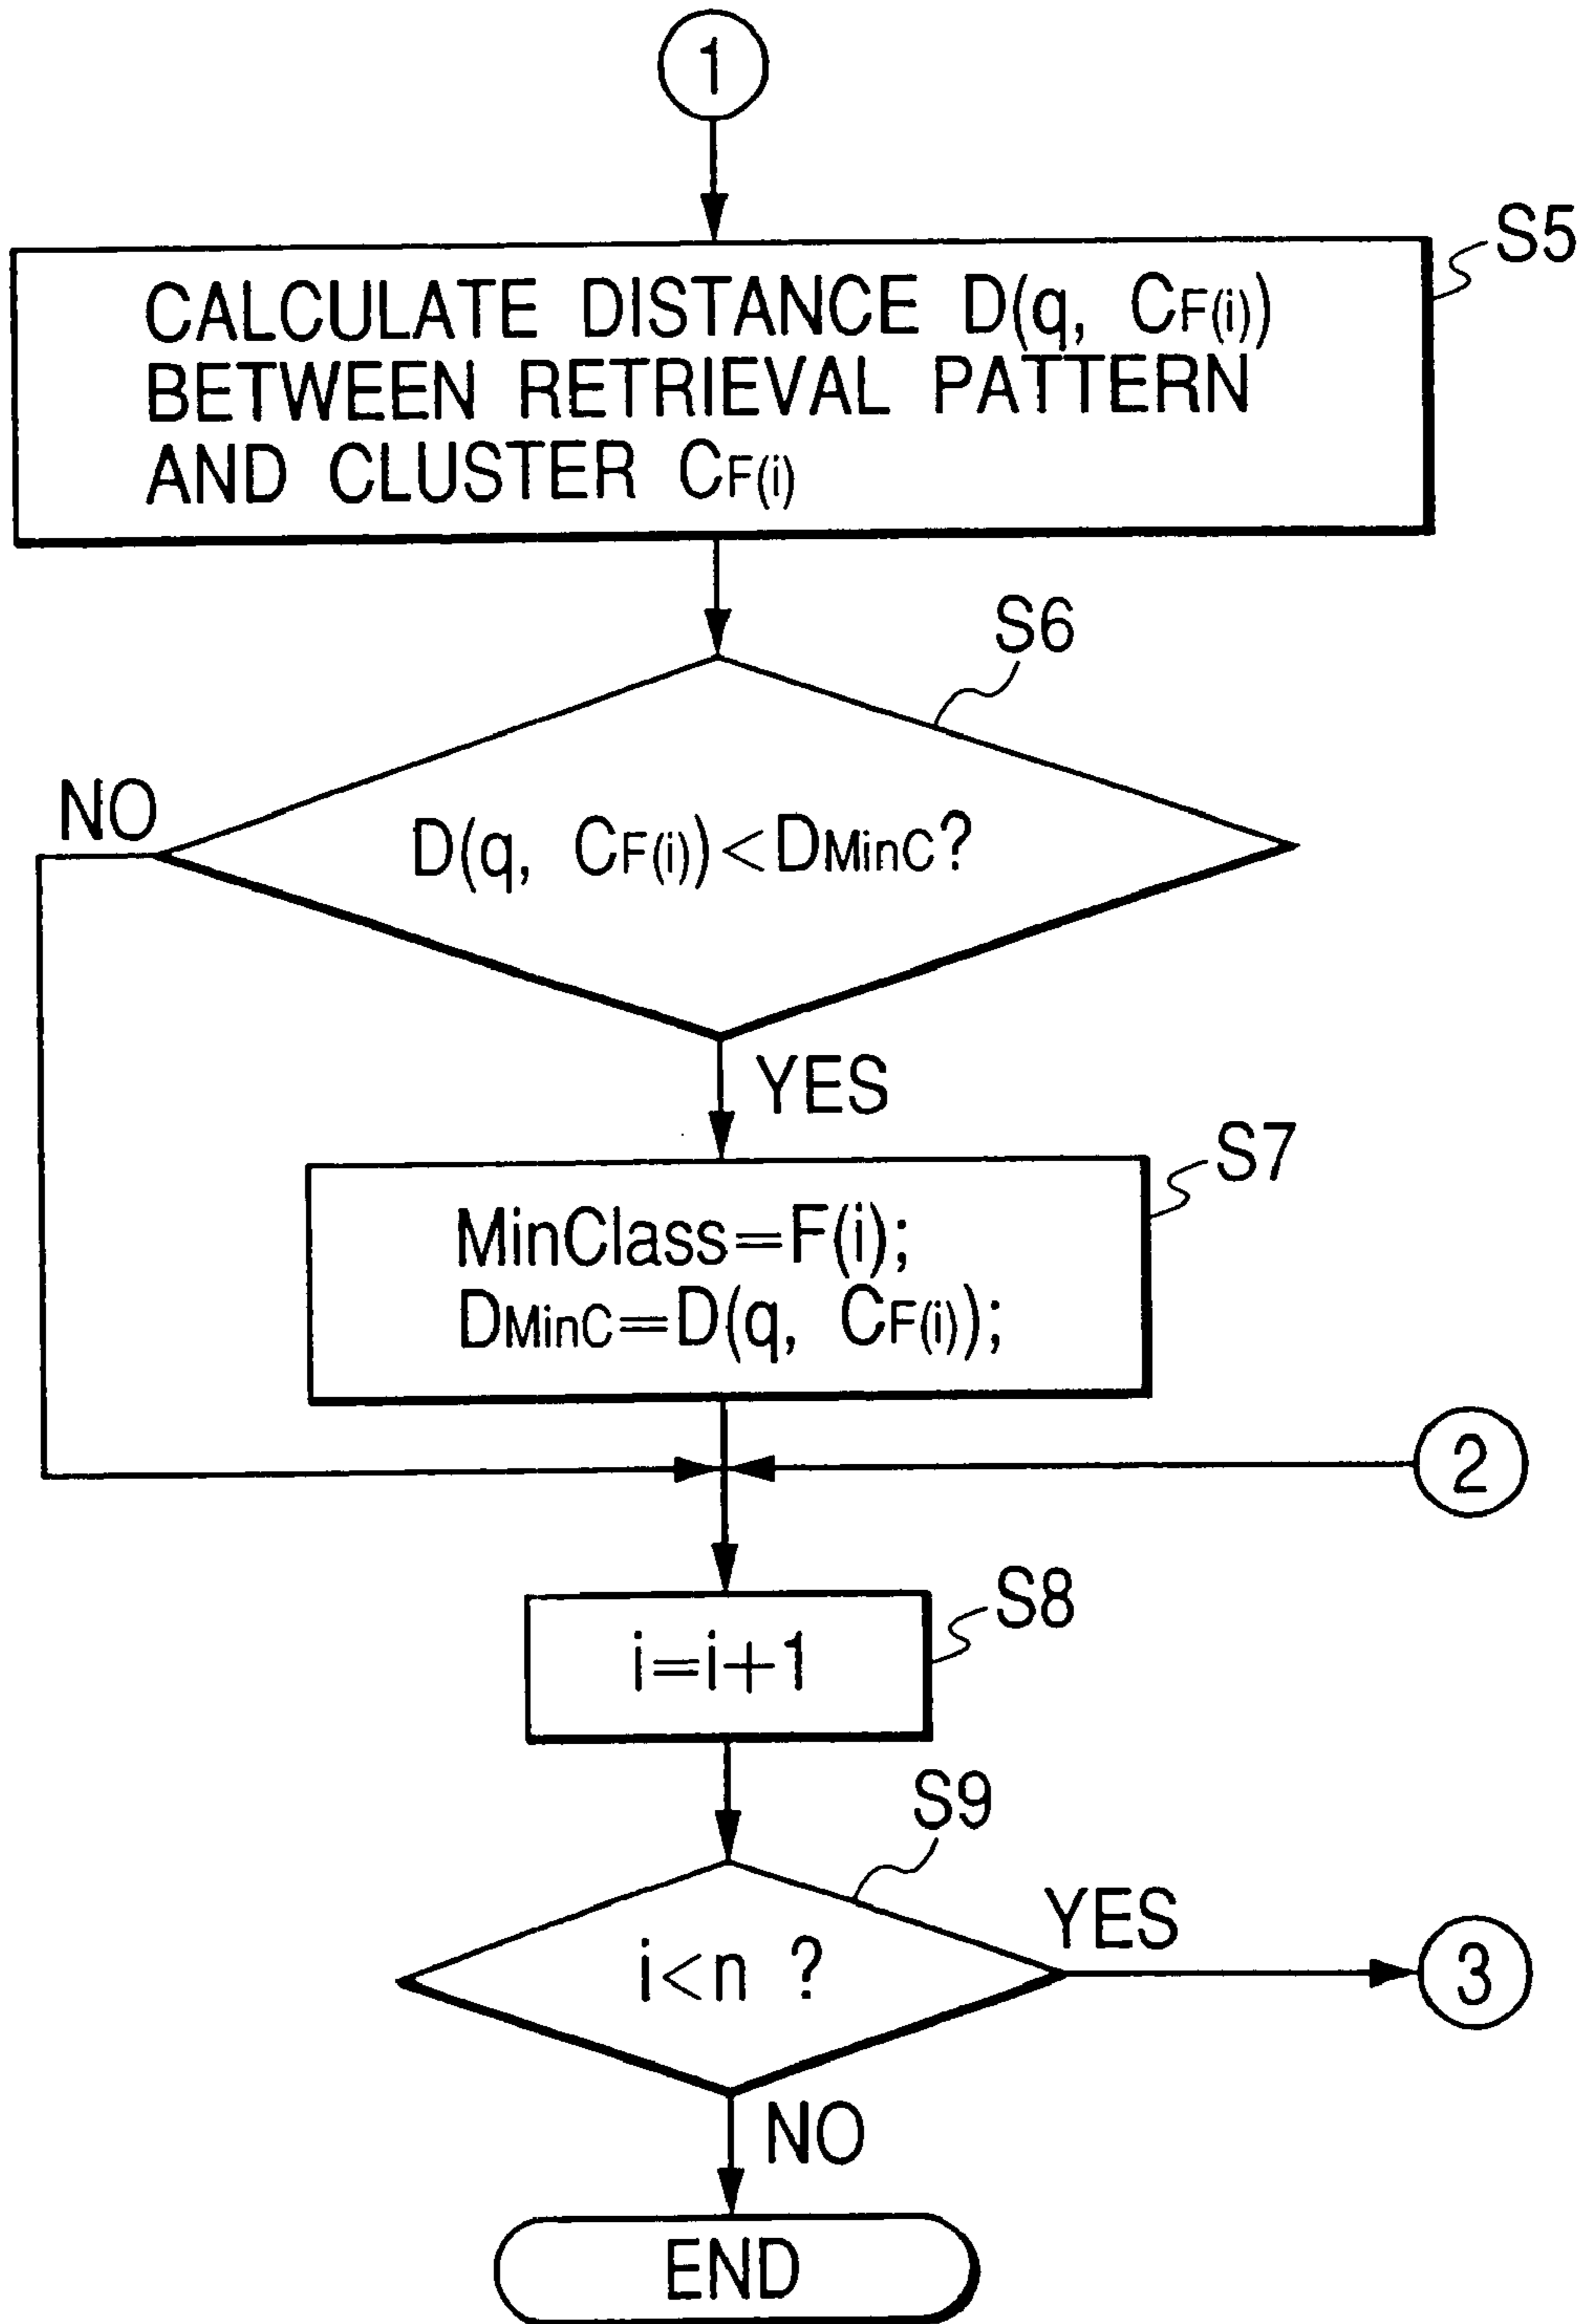 1
S5
CALCULATE DISTANCE D(q, CF(i))
BETWEEN RETRIEVAL PATTERN
AND CLUSTER CF(i)
S6
NO
D(q, CF(i))<DMinC?
YES
S7
MinClass=F(i);
DMinC=D(q, CF(i));
2
S8
i=i+1
S9
i<n ?
YES
3
NO
END